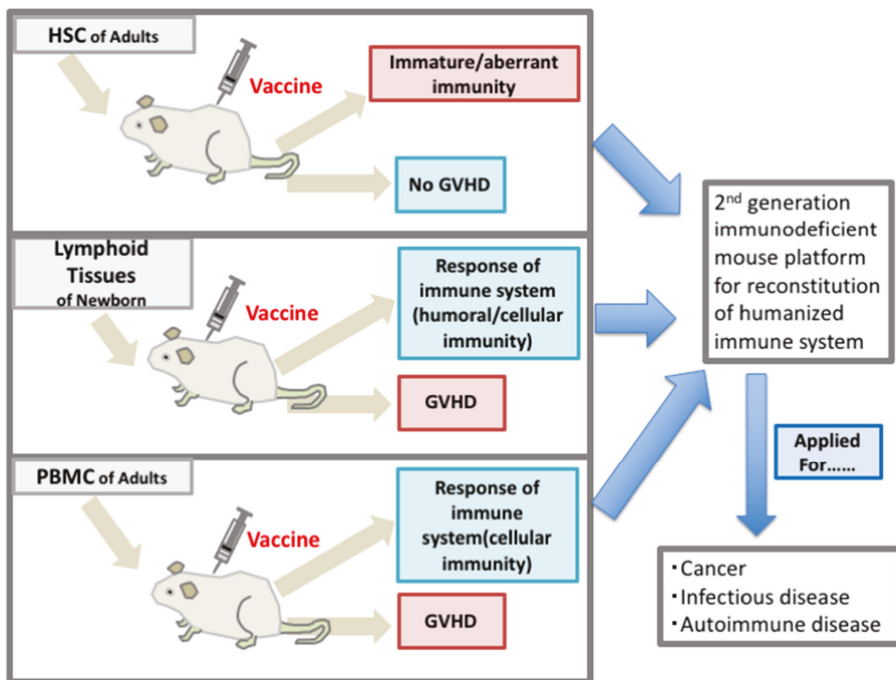 HSC of Adults
Vaccine
Immature/aberrant
immunity
No GVHD
Lymphoid
Tissues
of Newborn
Vaccine
Response of
immune system
(humoral/cellular
immunity)
GVHD
PBMC of Adults
Vaccine
Response of
immune
system(cellular
immunity)
GVHD
2nd generation
immunodeficient
mouse platform
for reconstitution
of humanized
immune system
Applied
For......
・Cancer
・Infectious disease
・Autoimmune disease